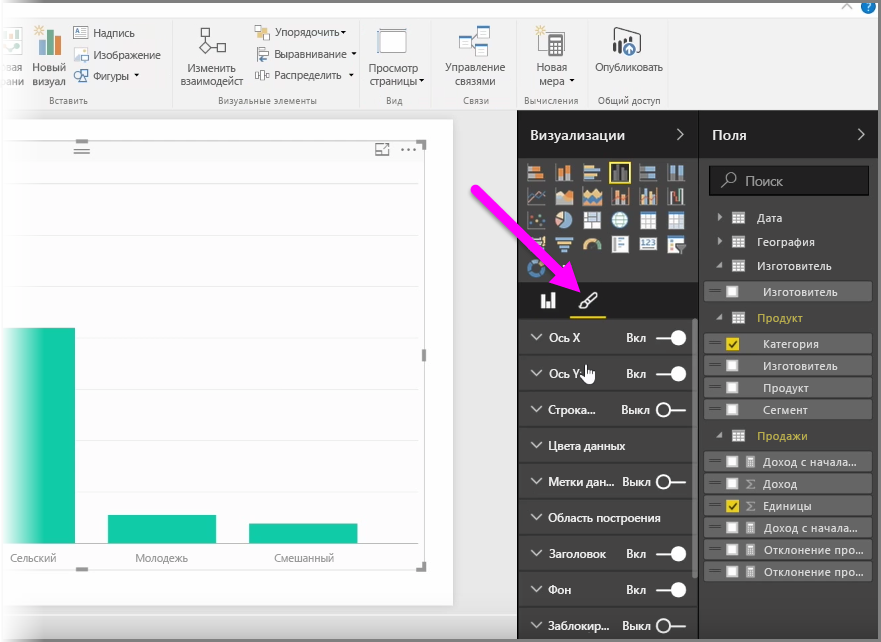 Новый
визуал
Надпись
Изображение
Фигуры
Вставить
Изменить
взаимодейст
Упорядочить
Выравнивание
Распределить
Визуальные элементы
Просмотр
страницы
Вид
Управление
связями
Связи
Новая
мера
Вычисления
Опубликовать
Общий доступ
Сельский
Молодежь
Смешанный
Визуализации
123
Ось X Вкл
Ось Y Вкл
Строка... Выкл
Цвета данных
Метки дан... Выкл
Область построения
Заголовок Вкл
Фон Вкл
Заблокир... Выкл
Поля
Поиск
Дата
География
Изготовитель
Изготовитель
Продукт
Категория
Изготовитель
Продукт
Сегмент
Продажи
Доход с начала...
Доход
Единицы
Доход с начала...
Отклонение про...
Отклонение про...